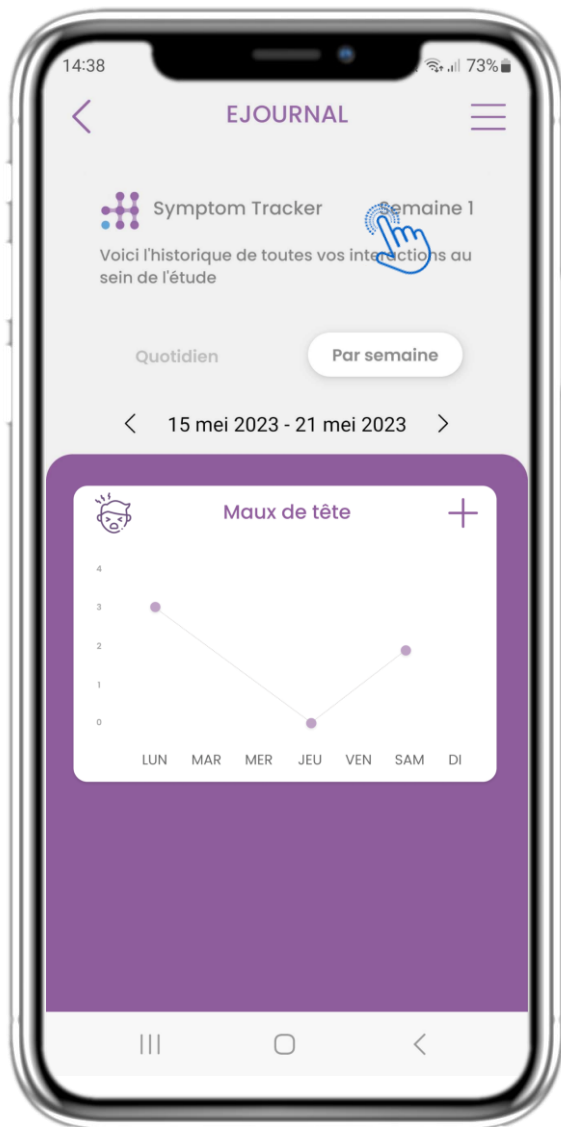 14:38 73%
EJOURNAL
Symptom Tracker Semaine 1
Voici l'historique de toutes vos interactions au
sein de l'étude
Quotidien Par semaine
15 mei 2023 - 21 mei 2023
Maux de tête
4
3
2
1
0
LUN MAR MER JEU VEN SAM DI